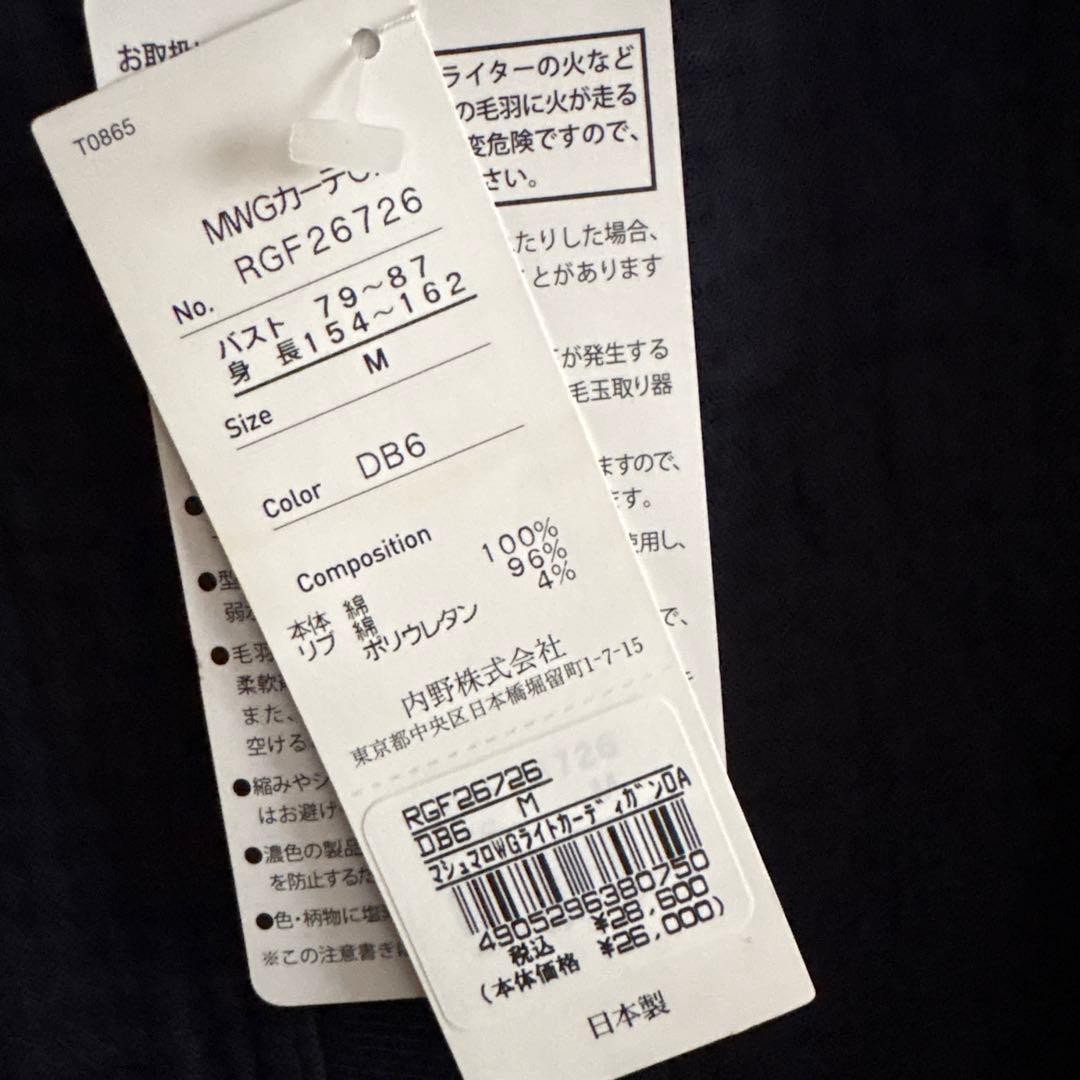 T0865
MWGカーデ
No. RGF26726
バスト 79～87
身 長154～162
Size M
Color DB6
Composition
本体 綿 100%
リブ 綿 96%
ポリウレタン 4%
内野株式会社
東京都中央区日本橋堀留町1-7-15
RGF26726
DB6 M
マシュマロWGライトカーディガンOA
4905296380750
税込 ¥28,600
(本体価格 ¥26,000)
日本製
お取扱
ライターの火など
の毛羽に火が走る
変危険ですので、
さい。
たりした場合、
とがあります
が発生する
毛玉取り器
ますので、
ます。
使用し、
で、
●型
弱
●毛羽
柔軟
また、
空ける
●縮みやシ
はお避け
●濃色の製品
を防止するた
●色・柄物に塩
※この注意書きは